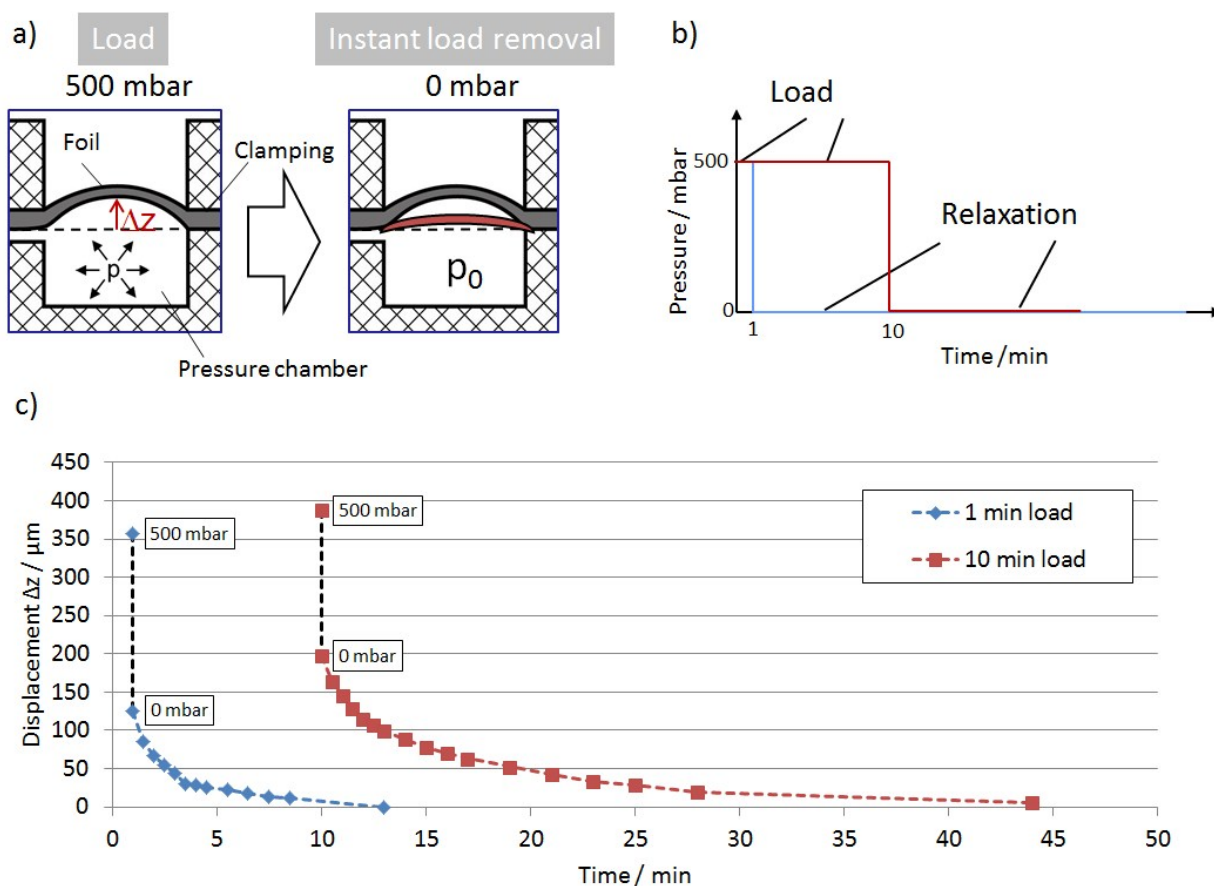 a)
Load
Instant load removal
500 mbar
0 mbar
Foil
Clamping
Δz
p
p₀
Pressure chamber
b)
Load
500
Relaxation
0
1
10
Pressure / mbar
Time /min
c)
450
400
350
300
250
200
150
100
50
0
Displacement Δz / µm
500 mbar
0 mbar
500 mbar
0 mbar
1 min load
10 min load
0
5
10
15
20
25
30
35
40
45
50
Time / min